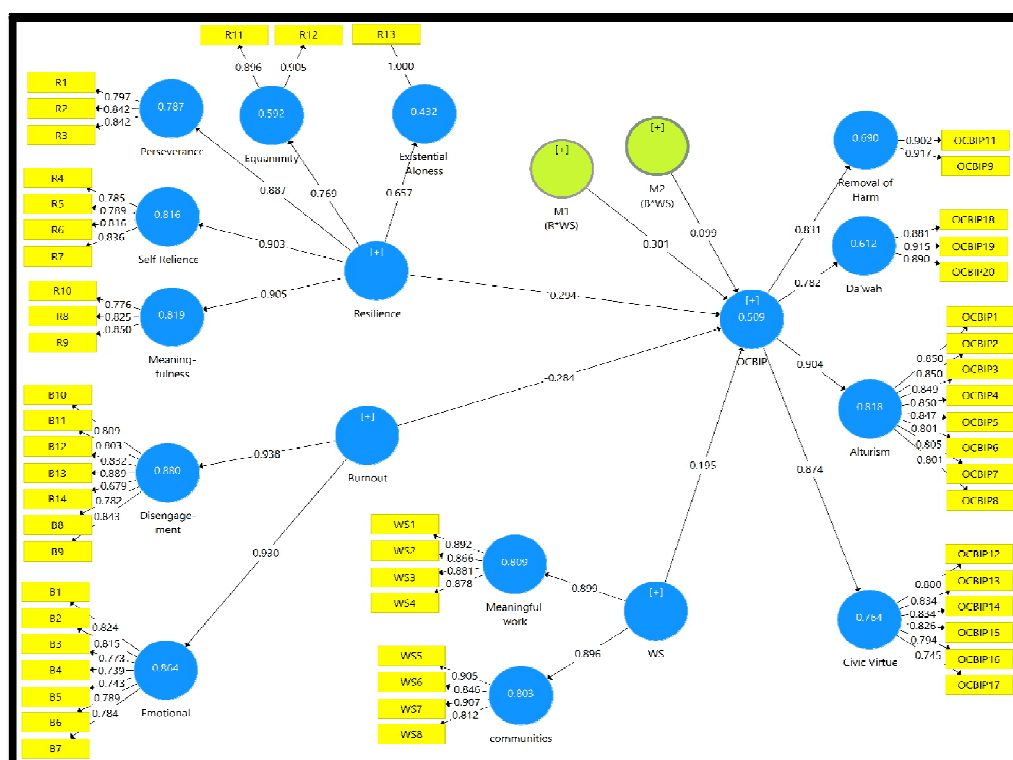 R11
R12
R13
0.896
0.905
1.000
R1
R2
R3
0.797
0.842
0.842
0.787
Perseverance
0.592
Equanimity
0.432
Existential
Aloness
0.887
0.769
0.657
R4
R5
R6
R7
0.785
0.789
0.816
0.836
0.816
Self Relience
0.903
R10
R8
R9
0.776
0.825
0.850
0.819
Meaning-
fulness
0.905
[+]
Resilience
[+]
M1
(R*WS)
[+]
M2
(B*WS)
0.301
0.099
0.294
-0.284
0.195
[+]
0.509
OCBIP
0.831
0.782
0.904
0.874
0.690
Removal of
Harm
0.902
0.917
OCBIP11
OCBIP9
0.612
Da'wah
0.881
0.915
0.890
OCBIP18
OCBIP19
OCBIP20
0.818
Alturism
0.850
0.850
0.849
0.850
0.847
0.801
0.805
0.801
OCBIP1
OCBIP2
OCBIP3
OCBIP4
OCBIP5
OCBIP6
OCBIP7
OCBIP8
0.764
Civic Virtue
0.800
0.834
0.834
0.826
0.794
0.745
OCBIP12
OCBIP13
OCBIP14
OCBIP15
OCBIP16
OCBIP17
B10
B11
B12
B13
B14
B8
B9
0.809
0.803
0.832
0.889
0.679
0.782
0.843
0.880
Disengage-
ment
0.938
[+]
Burnout
0.930
B1
B2
B3
B4
B5
B6
B7
0.824
0.815
0.773
0.739
0.743
0.789
0.784
0.864
Emotional
WS1
WS2
WS3
WS4
0.892
0.866
0.881
0.878
0.809
Meaningful
work
0.899
[+]
WS
0.896
WS5
WS6
WS7
WS8
0.905
0.846
0.907
0.812
0.803
communities